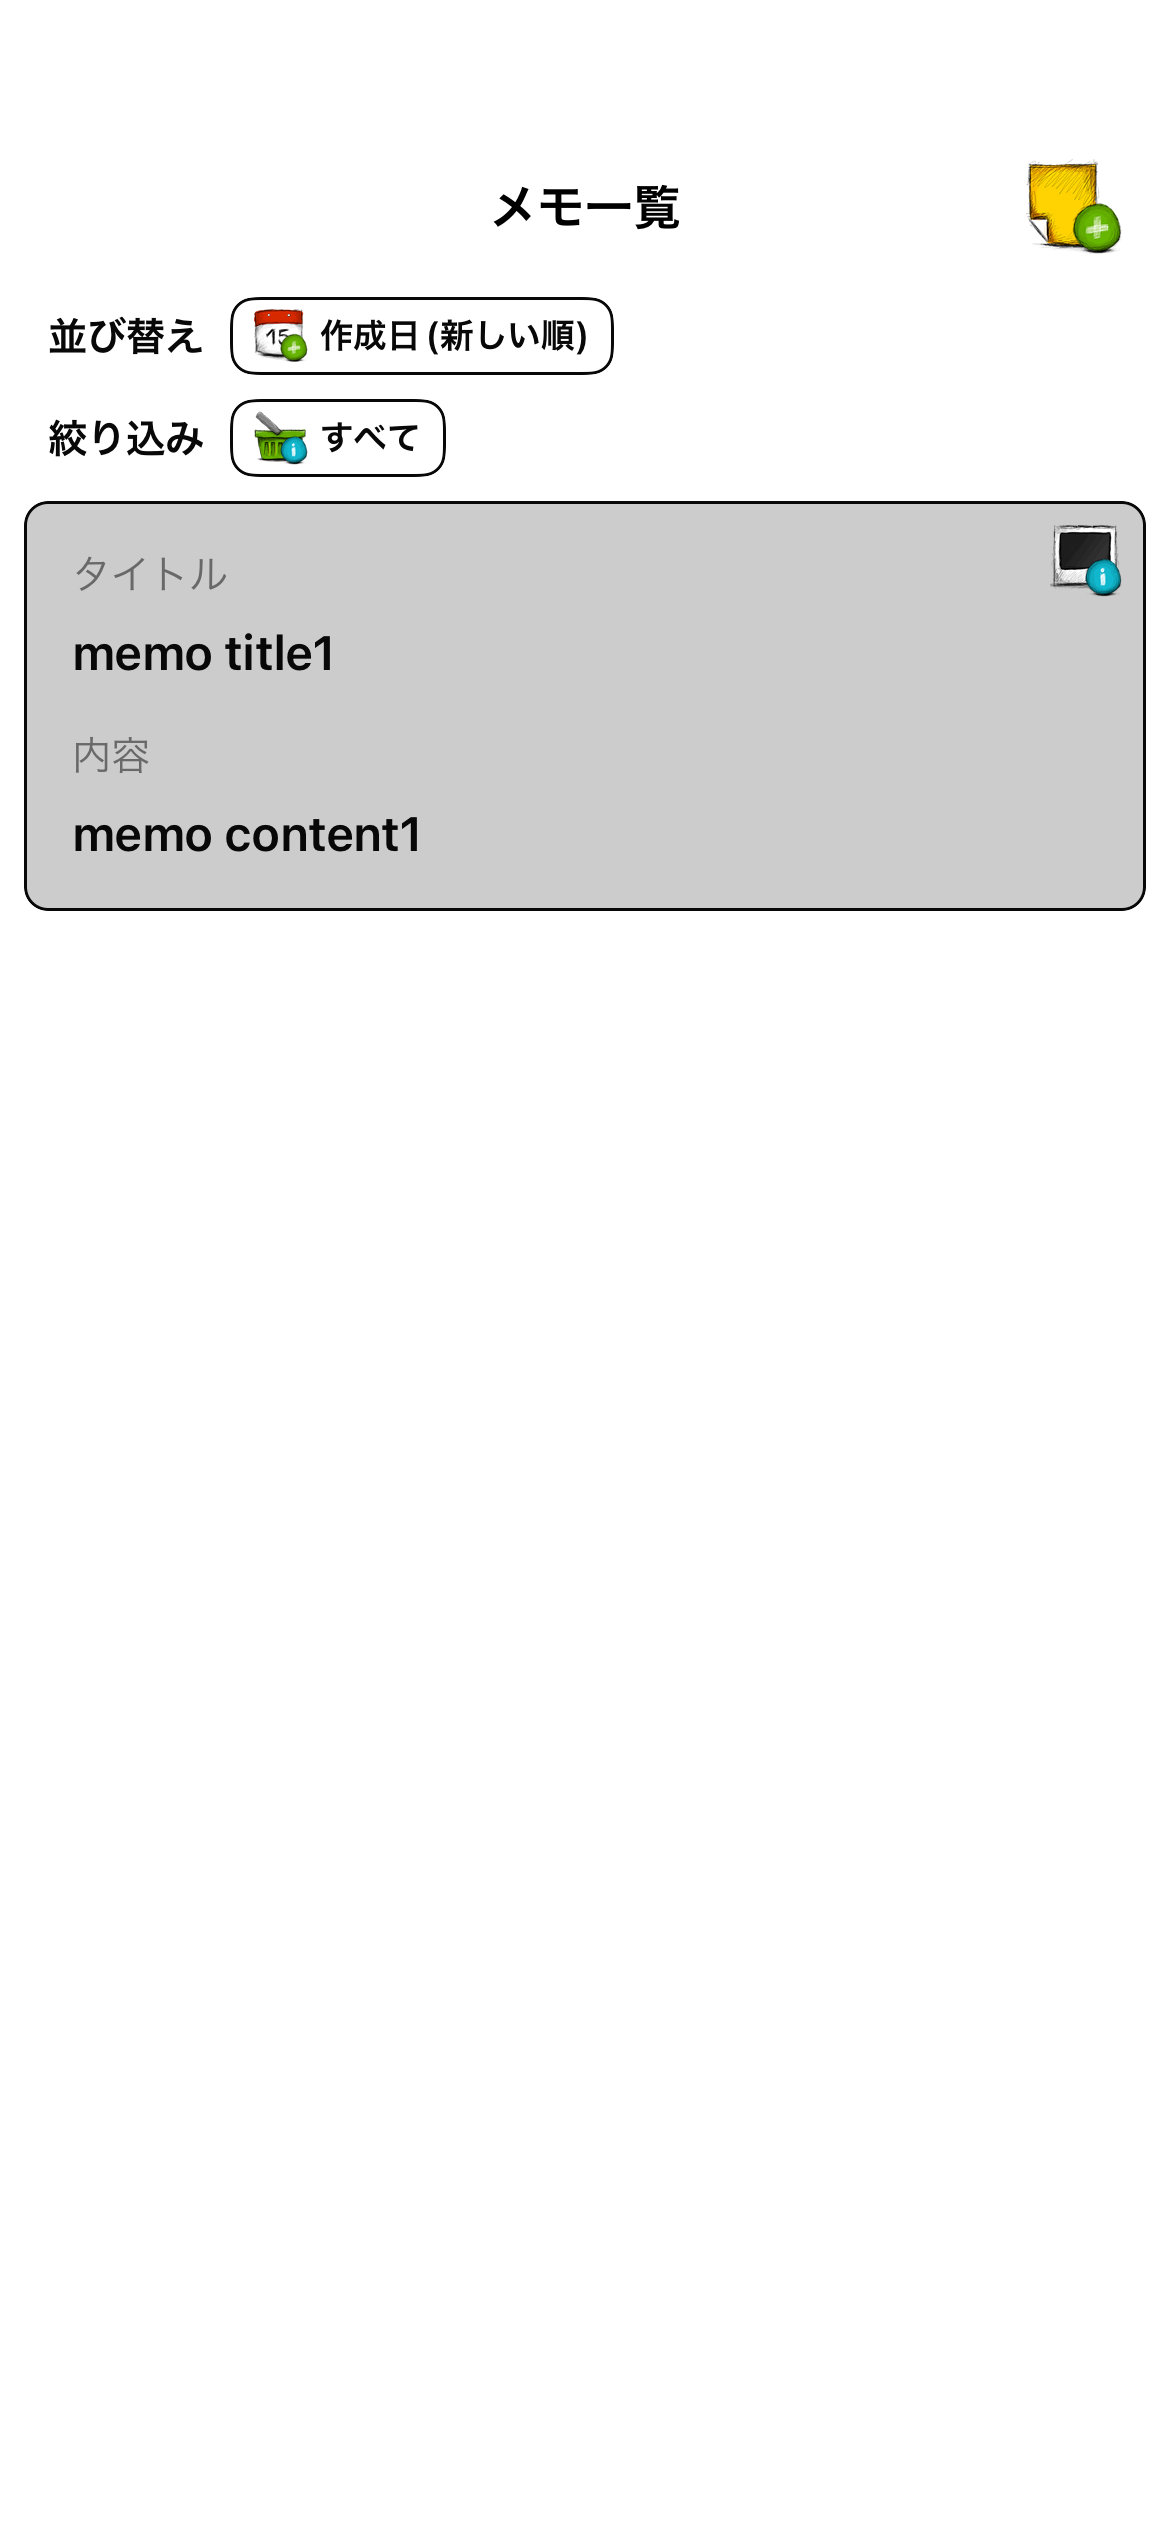 メモ一覧
並び替え 15 作成日(新しい順)
絞り込み i すべて
i
タイトル
memo title1
内容
memo content1